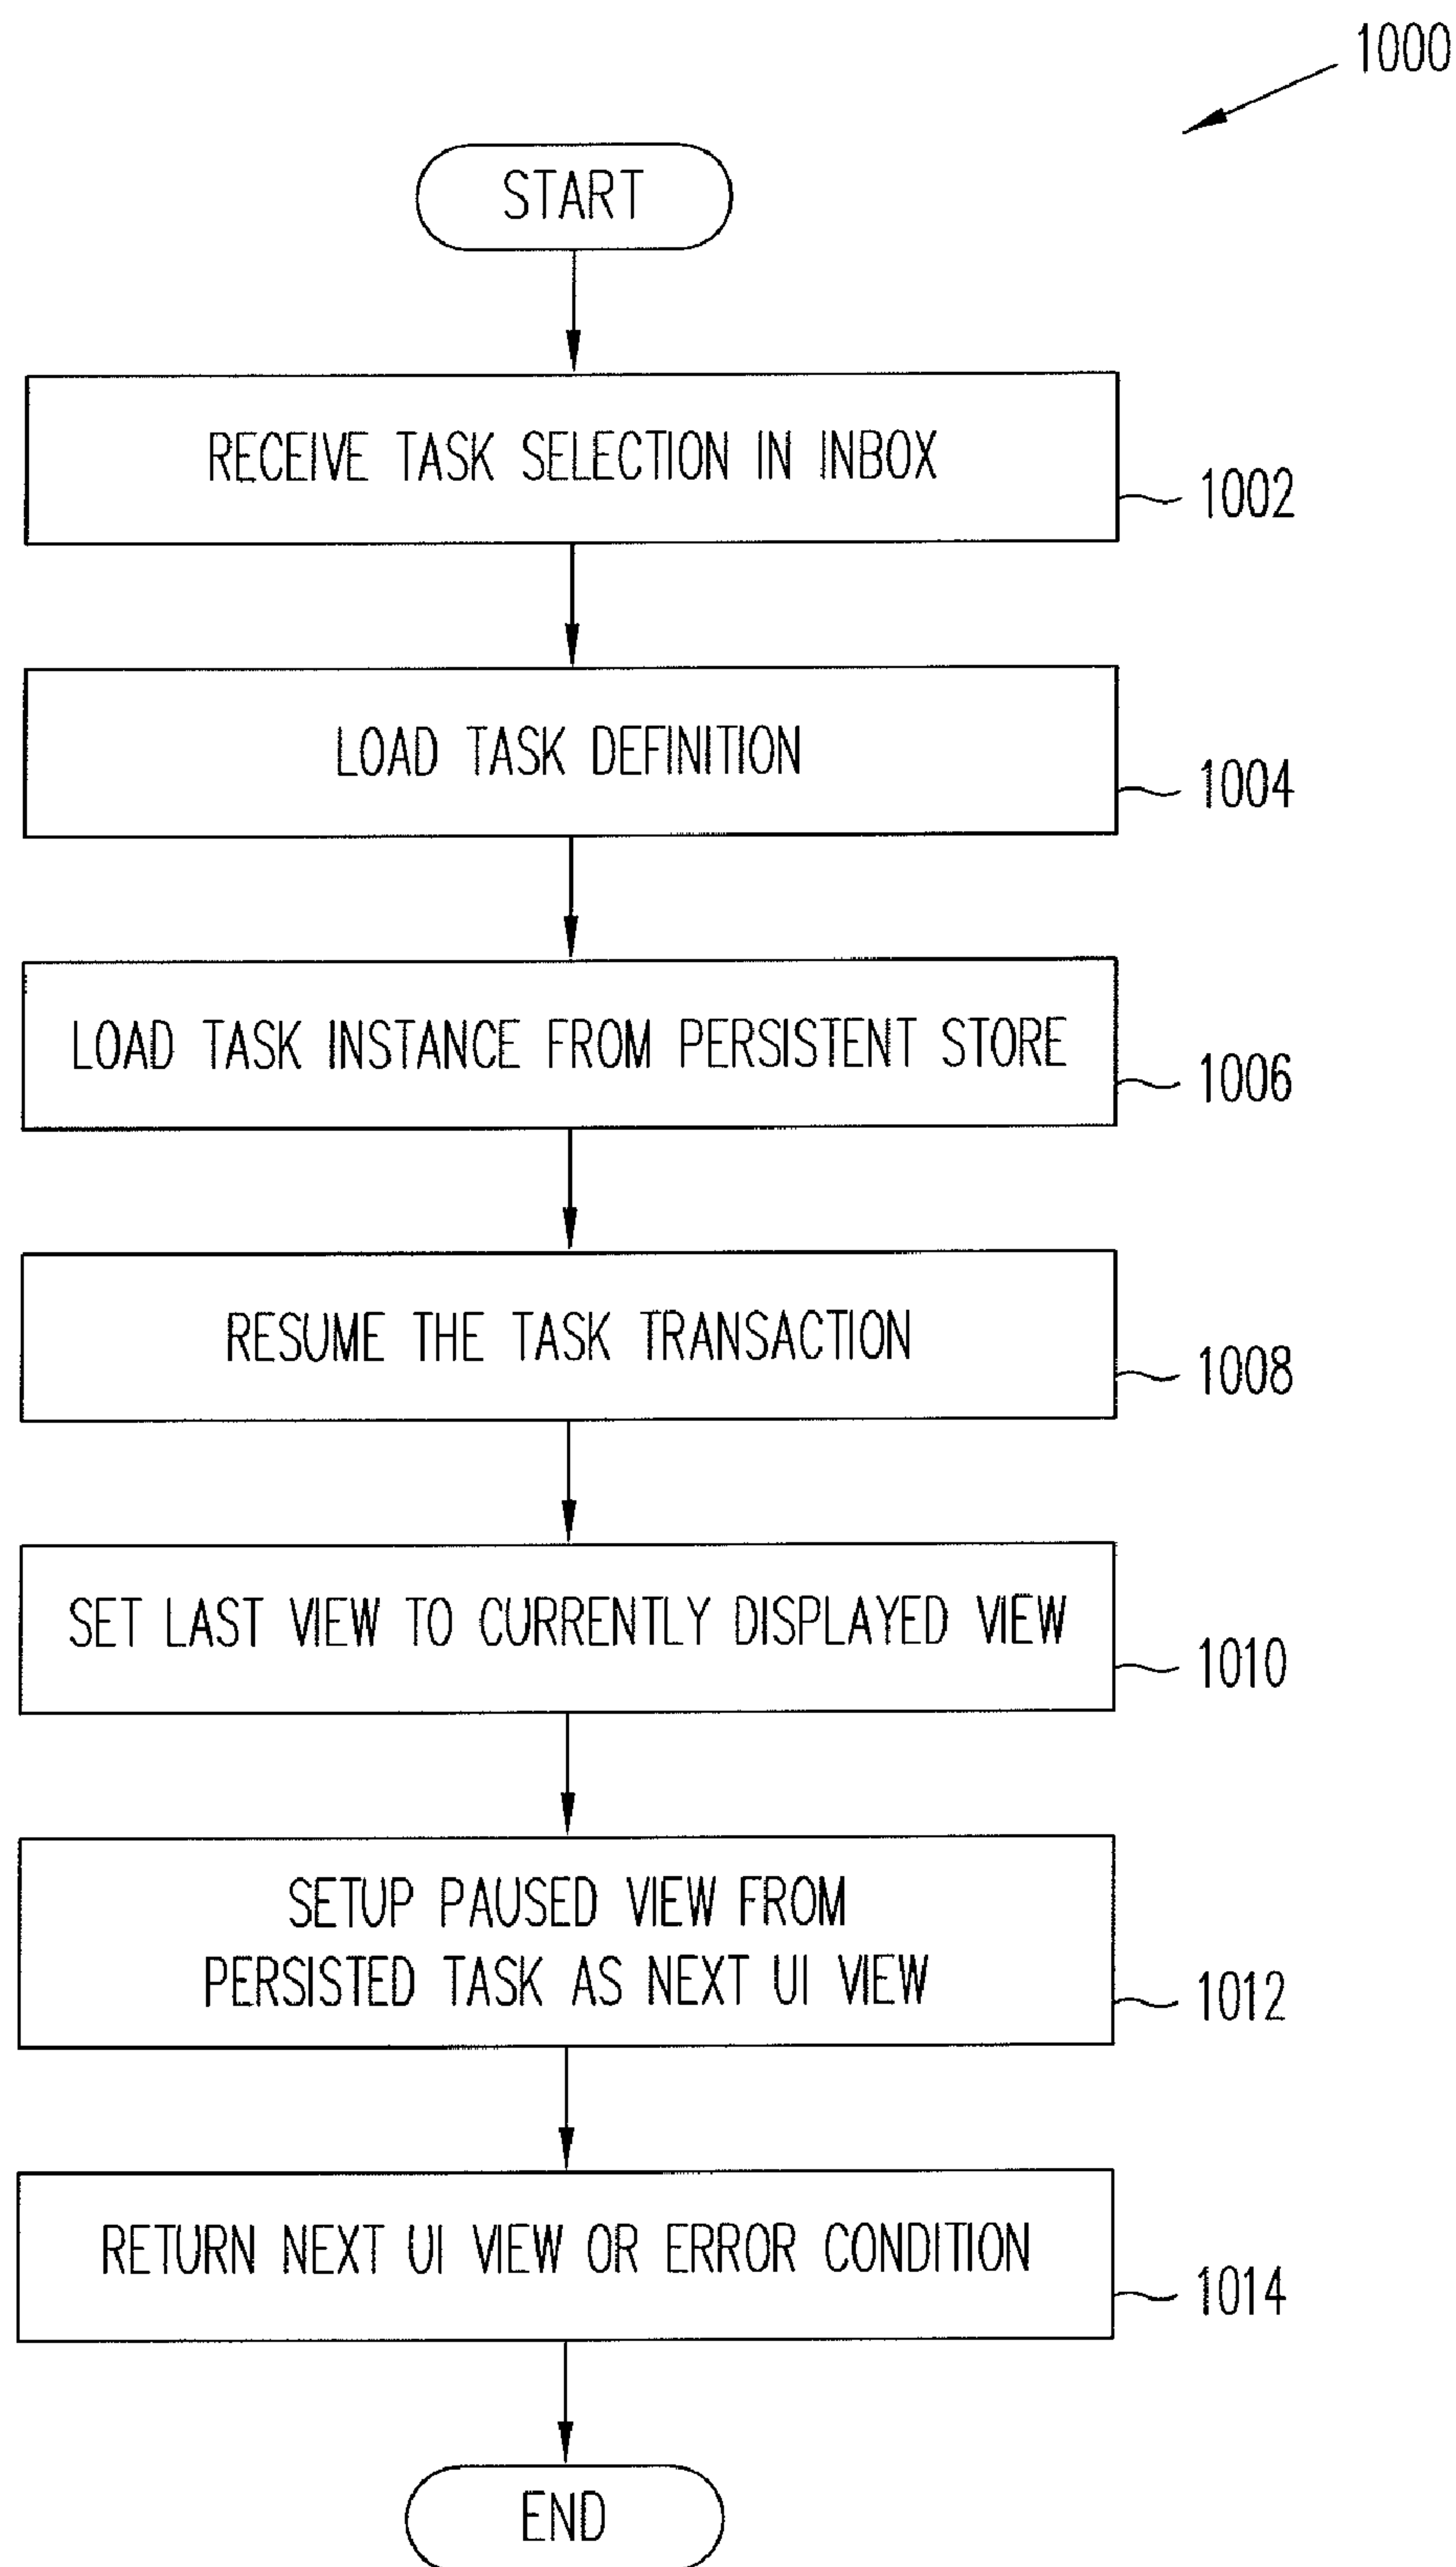 1000
START
RECEIVE TASK SELECTION IN INBOX
1002
LOAD TASK DEFINITION
1004
LOAD TASK INSTANCE FROM PERSISTENT STORE
1006
RESUME THE TASK TRANSACTION
1008
SET LAST VIEW TO CURRENTLY DISPLAYED VIEW
1010
SETUP PAUSED VIEW FROM
PERSISTED TASK AS NEXT UI VIEW
1012
RETURN NEXT UI VIEW OR ERROR CONDITION
1014
END